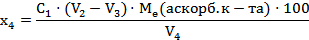 x₄ = C₁ · (V₂ − V₃) · Mₑ(аскорб.к − та) · 100 / V₄